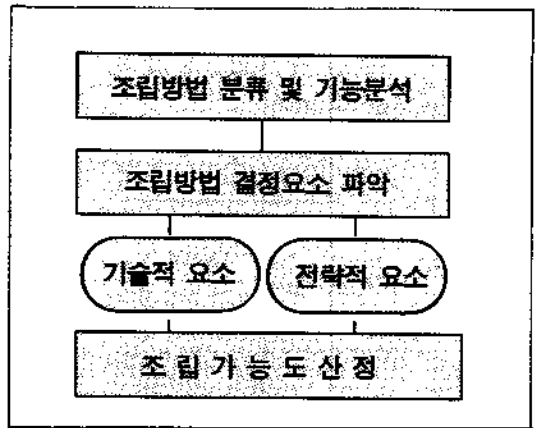 조립방법 분류 및 기능분석
조립방법 결정요소 파악
기술적 요소 전략적 요소
조 립 가 능 도 산 정